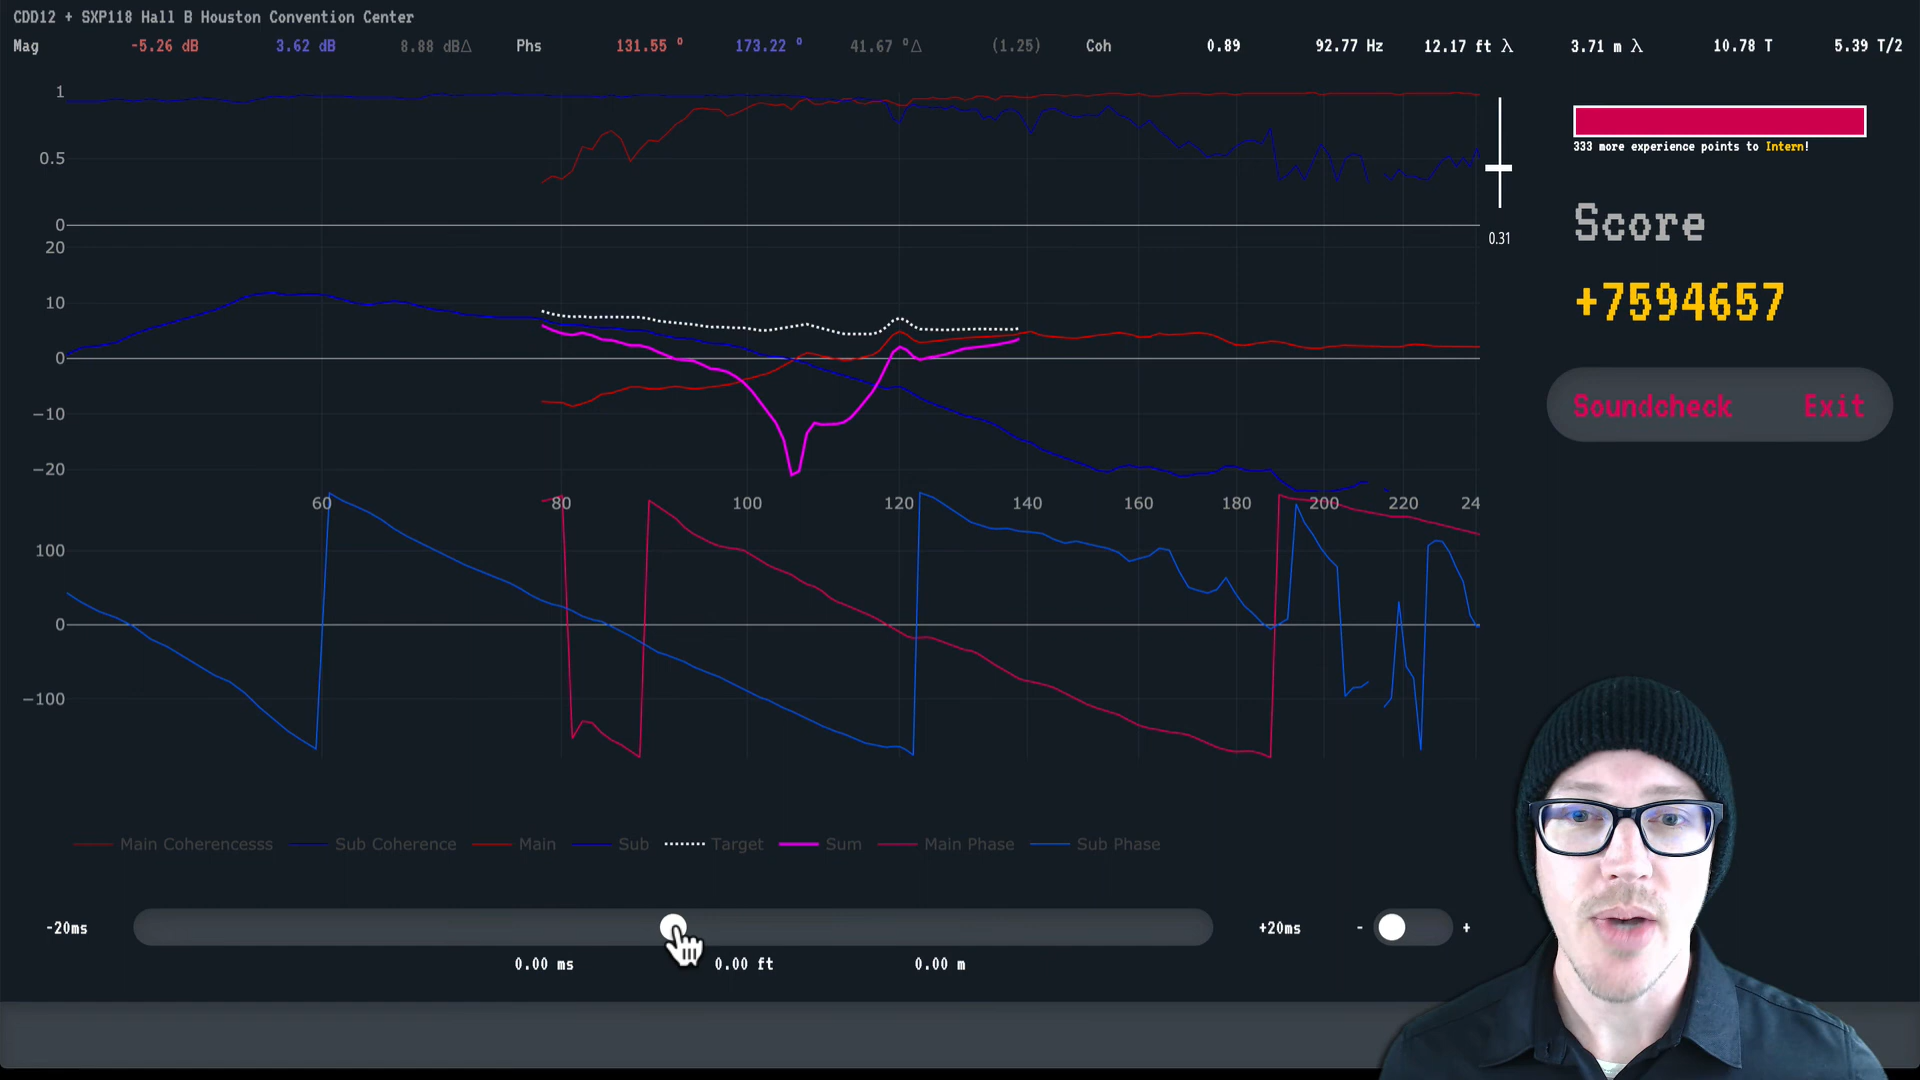 CDD12 + SXP118 Hall B Houston Convention Center
Mag -5.26 dB 3.62 dB 8.88 dBΔ Phs 131.55 º 173.22 º 41.67 ºΔ (1.25) Coh 0.89 92.77 Hz 12.17 ft λ 3.71 m λ 10.78 T 5.39 T/2
1
0.5
0
0.31
20
10
0
−10
−20
60 80 100 120 140 160 180 200 220 24
100
0
−100
Main Coherencesss Sub Coherence Main Sub Target Sum Main Phase Sub Phase
-20ms +20ms - +
0.00 ms 0.00 ft 0.00 m
333 more experience points to Intern!
Score
+7594657
Soundcheck Exit